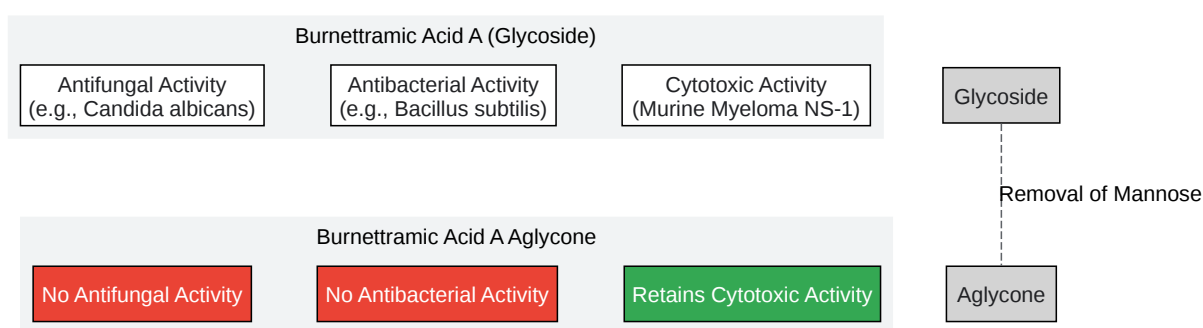 Burnettramic Acid A (Glycoside)
Antifungal Activity
(e.g., Candida albicans)
Antibacterial Activity
(e.g., Bacillus subtilis)
Cytotoxic Activity
(Murine Myeloma NS-1)
Glycoside
Removal of Mannose
Burnettramic Acid A Aglycone
No Antifungal Activity
No Antibacterial Activity
Retains Cytotoxic Activity
Aglycone